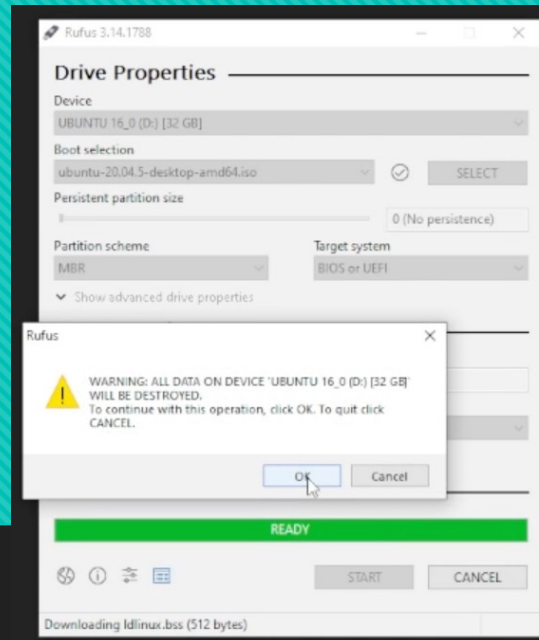 Rufus 3.14.1788
Drive Properties
Device
UBUNTU 16_0 (D:) [32 GB]
Boot selection
ubuntu-20.04.5-desktop-amd64.iso
SELECT
Persistent partition size
0 (No persistence)
Partition scheme
Target system
MBR
BIOS or UEFI
Show advanced drive properties
Rufus
WARNING: ALL DATA ON DEVICE 'UBUNTU 16_0 (D:) [32 GB]'
WILL BE DESTROYED.
To continue with this operation, click OK. To quit click
CANCEL.
OK
Cancel
READY
START
CANCEL
Downloading ldlinux.bss (512 bytes)